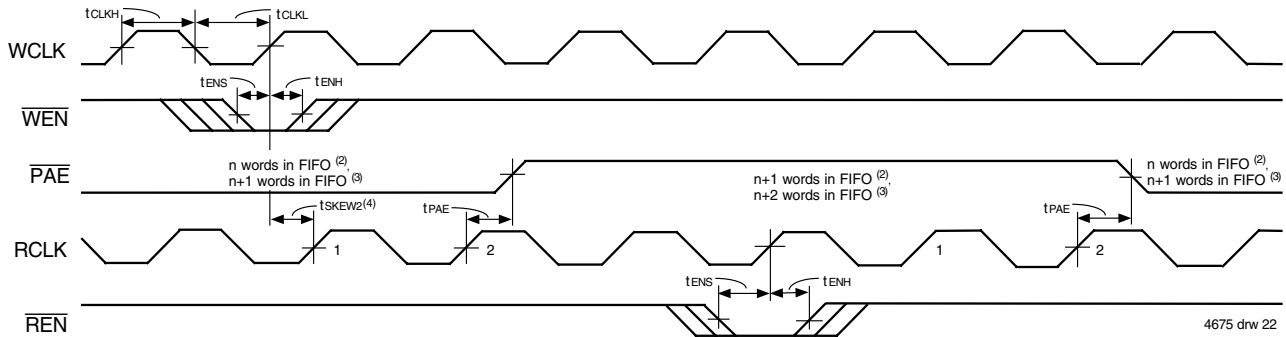 tCLKH
tCLKL
WCLK
tENS
tENH
WEN
n words in FIFO (2),
n+1 words in FIFO (3)
PAE
n+1 words in FIFO (2),
n+2 words in FIFO (3)
n words in FIFO (2),
n+1 words in FIFO (3)
tSKEW2(4)
tPAE
tPAE
RCLK
1
2
1
2
tENS
tENH
REN
4675 drw 22